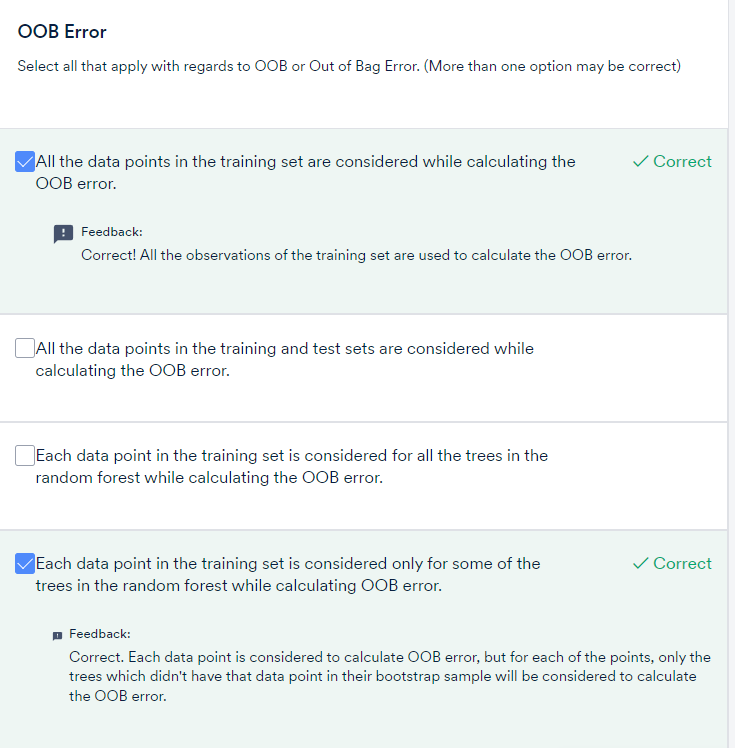 OOB Error
Select all that apply with regards to OOB or Out of Bag Error. (More than one option may be correct)
All the data points in the training set are considered while calculating the
OOB error.
Correct
Feedback:
Correct! All the observations of the training set are used to calculate the OOB error.
All the data points in the training and test sets are considered while
calculating the OOB error.
Each data point in the training set is considered for all the trees in the
random forest while calculating the OOB error.
Each data point in the training set is considered only for some of the
trees in the random forest while calculating OOB error.
Correct
Feedback:
Correct. Each data point is considered to calculate OOB error, but for each of the points, only the
trees which didn't have that data point in their bootstrap sample will be considered to calculate
the OOB error.